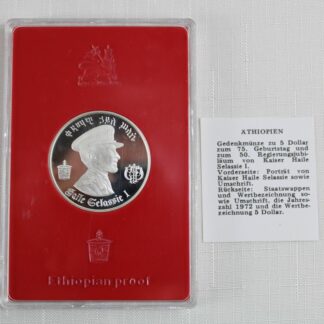 Haile Selassie I
Ethiopian proof
ATHIOPIEN
Gedenkmünze zu 5 Dollar
zum 75. Geburtstag und
zum 50. Regierungsjubi-
läum von Kaiser Haile
Selassie I.
Vorderseite: Porträt von
Kaiser Haile Selassie sowie
Umschrift.
Rückseite: Staatswappen
und Wertbezeichnung so-
wie Umschrift, die Jahres-
zahl 1972 und die Wertbe-
zeichnung 5 Dollar.